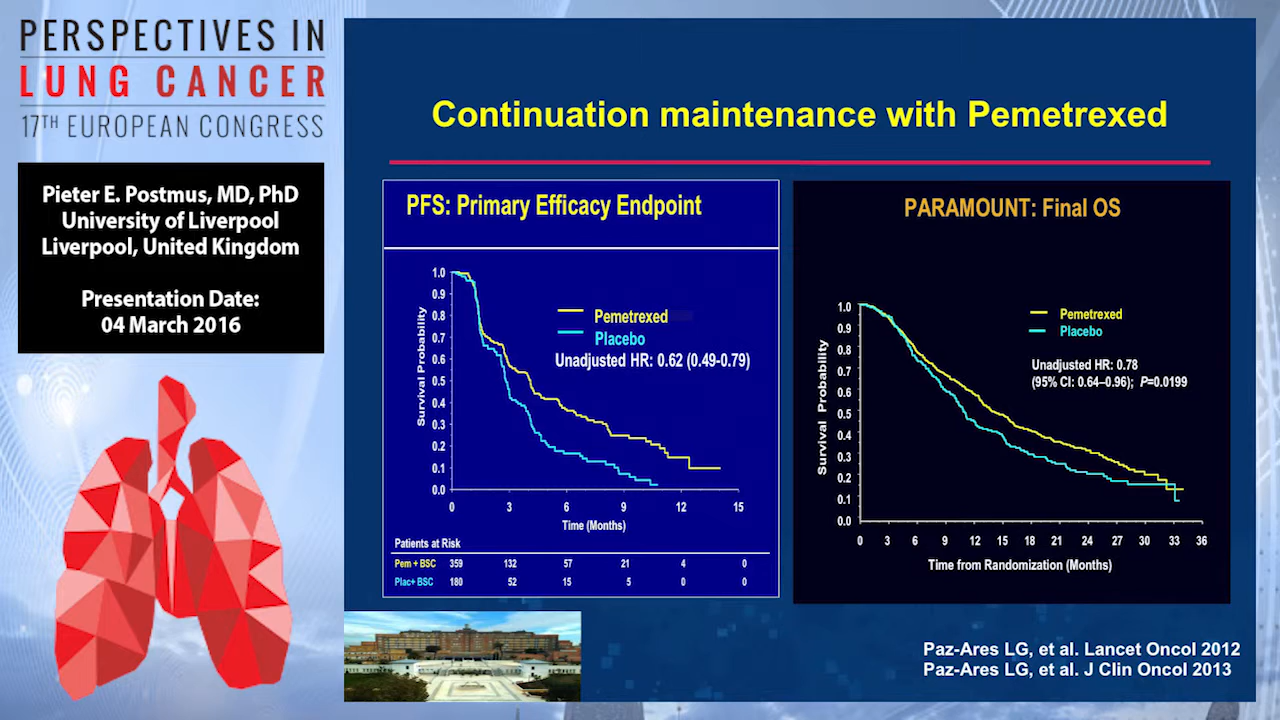 PERSPECTIVES IN
LUNG CANCER
17TH EUROPEAN CONGRESS
Pieter E. Postmus, MD, PhD
University of Liverpool
Liverpool, United Kingdom
Presentation Date:
04 March 2016
Continuation maintenance with Pemetrexed
PFS: Primary Efficacy Endpoint
Survival Probability
1.0
0.9
0.8
0.7
0.6
0.5
0.4
0.3
0.2
0.1
0.0
Pemetrexed
Placebo
Unadjusted HR: 0.62 (0.49-0.79)
0 3 6 9 12 15
Time (Months)
Patients at Risk
Pem + BSC 359 132 57 21 4 0
Plac+ BSC 180 52 15 5 0 0
PARAMOUNT: Final OS
Survival Probability
1.0
0.9
0.8
0.7
0.6
0.5
0.4
0.3
0.2
0.1
0.0
Pemetrexed
Placebo
Unadjusted HR: 0.78
(95% CI: 0.64–0.96); P=0.0199
0 3 6 9 12 15 18 21 24 27 30 33 36
Time from Randomization (Months)
Paz-Ares LG, et al. Lancet Oncol 2012
Paz-Ares LG, et al. J Clin Oncol 2013